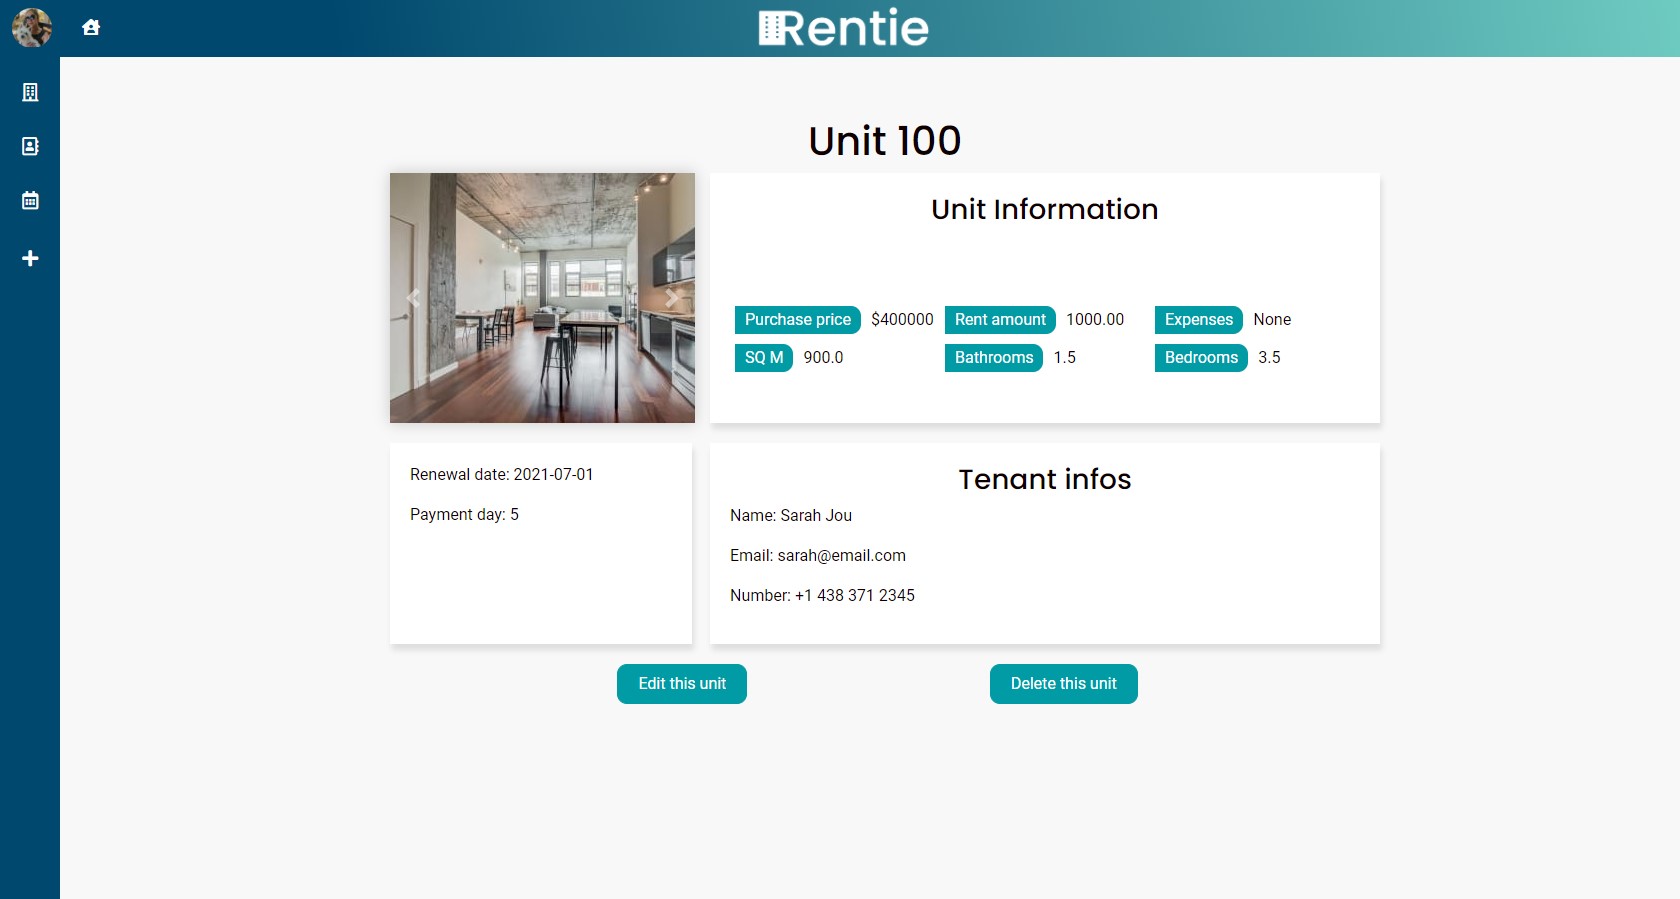 Rentie
Unit 100
Unit Information
Purchase price $400000 Rent amount 1000.00 Expenses None
SQ M 900.0 Bathrooms 1.5 Bedrooms 3.5
Renewal date: 2021-07-01
Payment day: 5
Tenant infos
Name: Sarah Jou
Email: sarah@email.com
Number: +1 438 371 2345
Edit this unit Delete this unit